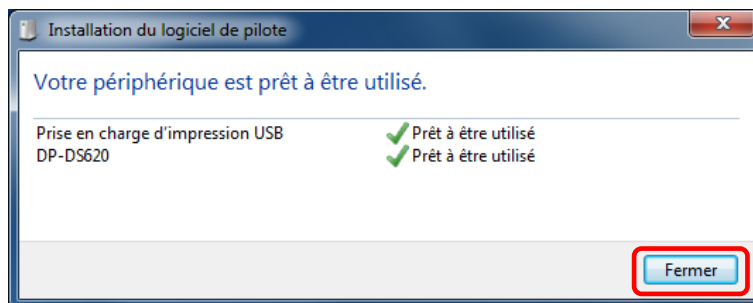 Installation du logiciel de pilote
Votre périphérique est prêt à être utilisé.
Prise en charge d'impression USB Prêt à être utilisé
DP-DS620 Prêt à être utilisé
Fermer